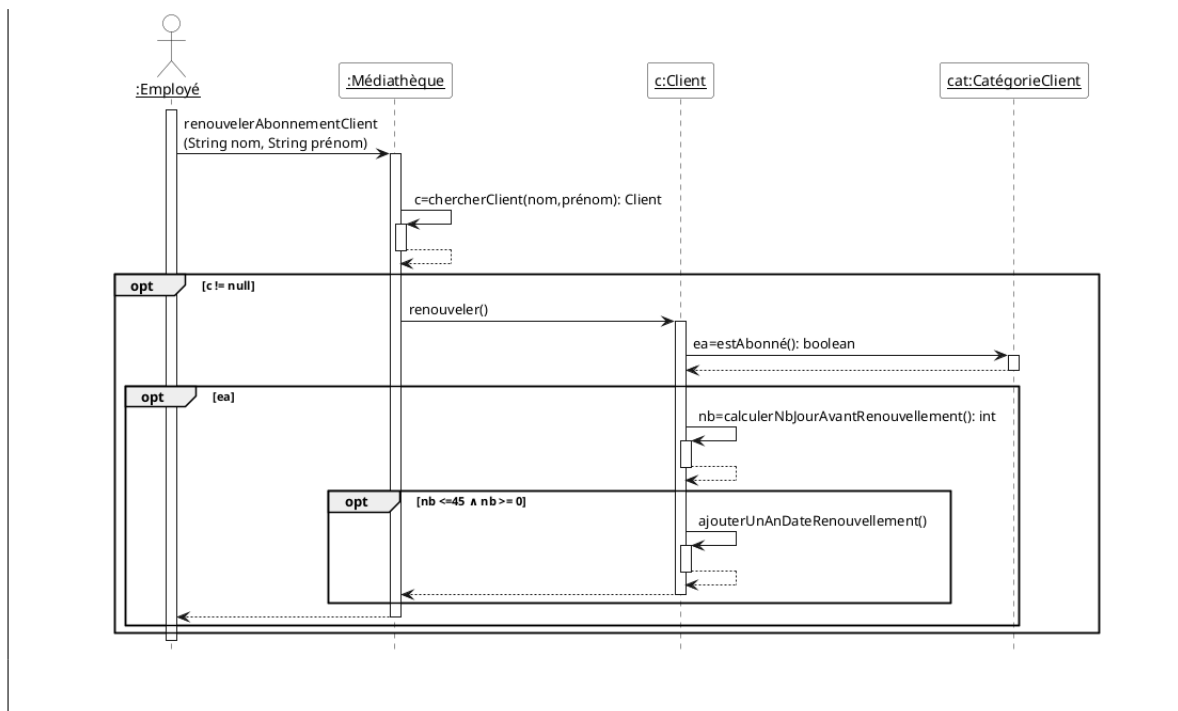 :Employé
:Médiathèque
c:Client
cat:CatégorieClient
renouvelerAbonnementClient
(String nom, String prénom)
c=chercherClient(nom,prénom): Client
opt
[c != null]
renouveler()
ea=estAbonné(): boolean
opt
[ea]
nb=calculerNbJourAvantRenouvellement(): int
opt
[nb <=45 ∧ nb >= 0]
ajouterUnAnDateRenouvellement()